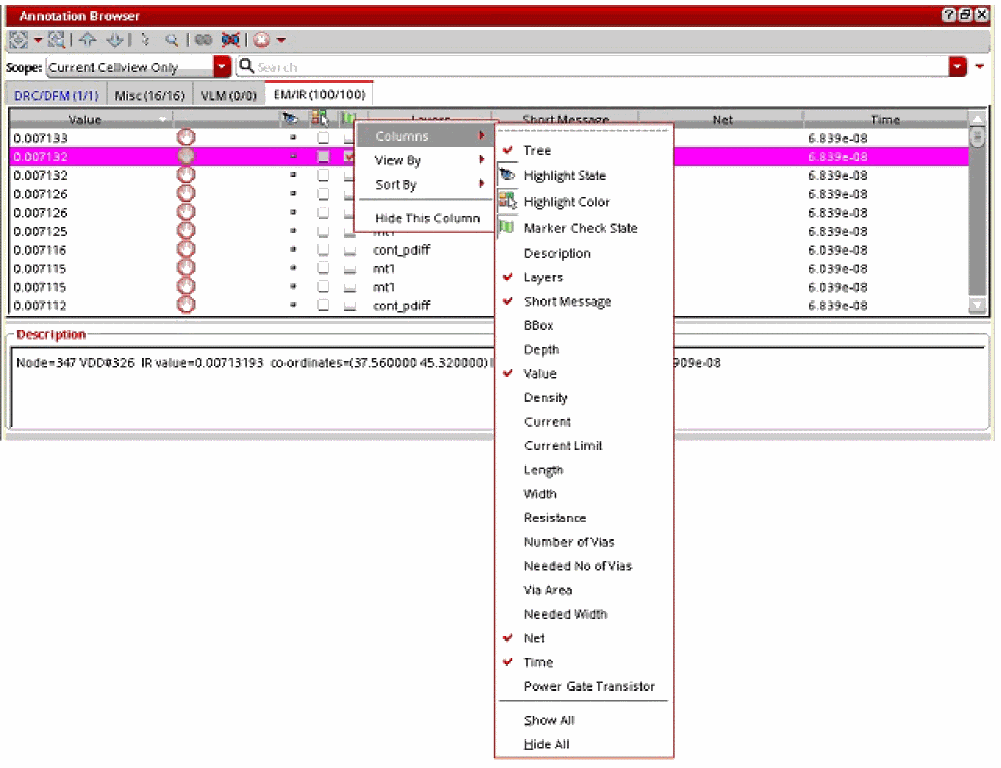 Annotation Browser
Scope: Current Cellview Only Search
DRC/DFM (1/1) Misc (16/16) VLM (0/0) EM/IR (100/100)
Value Layers Short Message Net Time
0.007133 6.839e-08
0.007132 6.839e-08
0.007132 6.839e-08
0.007126 6.839e-08
0.007126 6.839e-08
0.007125 mt1 6.839e-08
0.007116 cont_pdiff 6.839e-08
0.007115 mt1 6.039e-08
0.007115 mt1 6.039e-08
0.007112 cont_pdiff 6.839e-08
Columns
View By
Sort By
Hide This Column
Tree
Highlight State
Highlight Color
Marker Check State
Description
Layers
Short Message
BBox
Depth
Value
Density
Current
Current Limit
Length
Width
Resistance
Number of Vias
Needed No of Vias
Via Area
Needed Width
Net
Time
Power Gate Transistor
Show All
Hide All
Description
Node=347 VDD#326 IR value=0.00713193 co-ordinates=(37.560000 45.320000) 909e-08